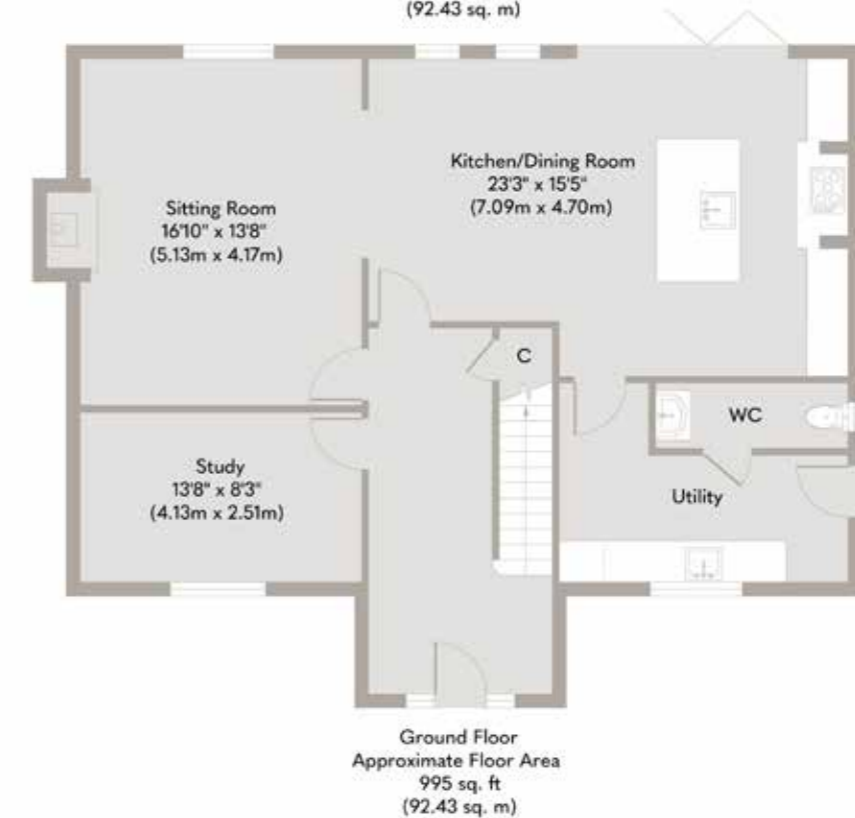 (92.43 sq. m)
Kitchen/Dining Room
23'3" x 15'5"
(7.09m x 4.70m)
Sitting Room
16'10" x 13'8"
(5.13m x 4.17m)
C
WC
Study
13'8" x 8'3"
(4.13m x 2.51m)
Utility
Ground Floor
Approximate Floor Area
995 sq. ft
(92.43 sq. m)